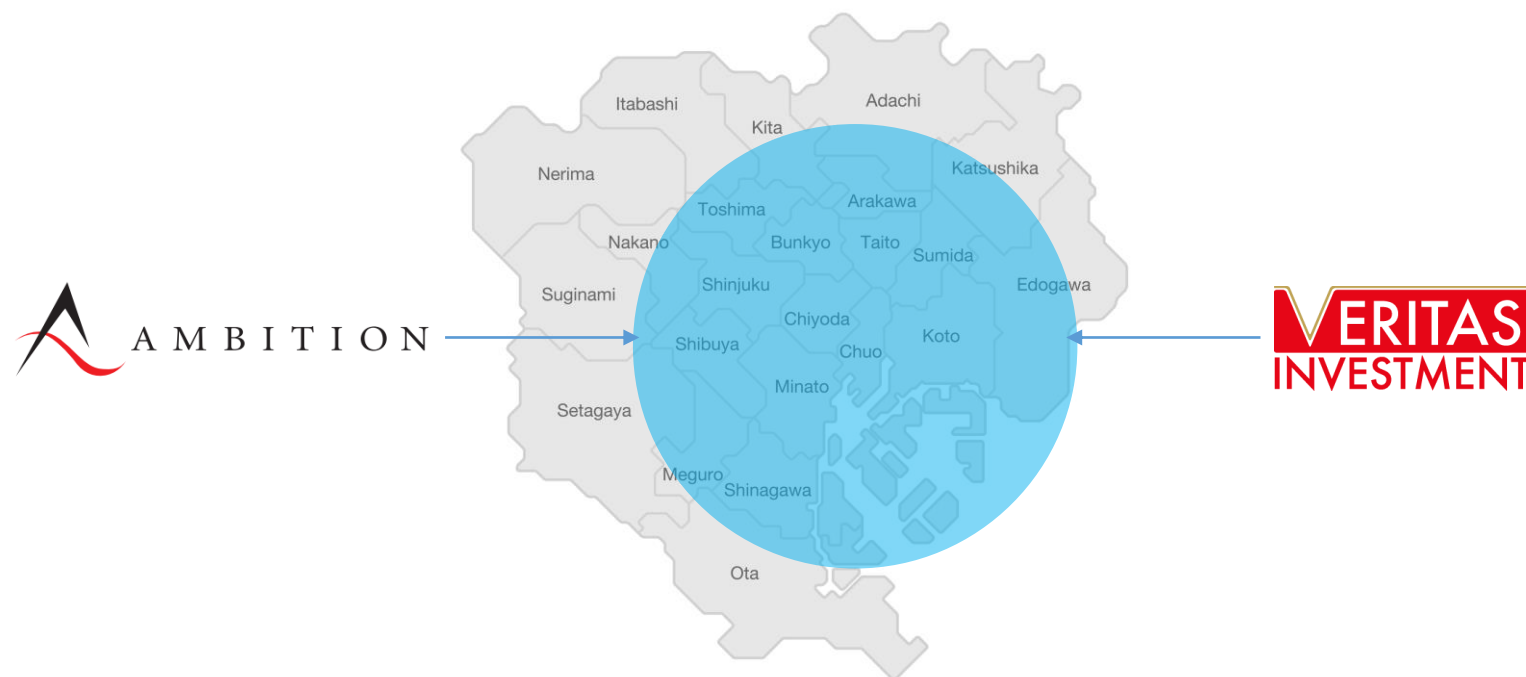 Adachi
Itabashi
Kita
Katsushika
Nerima
Toshima
Arakawa
Nakano
Bunkyo
Taito
Sumida
Shinjuku
Edogawa
Suginami
Chiyoda
Koto
AMBITION
Shibuya
Chuo
VERITAS
INVESTMENT
Minato
Setagaya
Meguro
Shinagawa
Ota